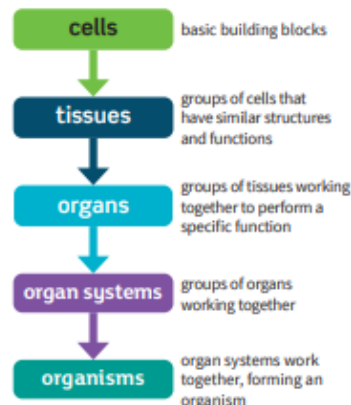 cells
basic building blocks
tissues
groups of cells that
have similar structures
and functions
organs
groups of tissues working
together to perform a
specific function
organ systems
groups of organs
working together
organisms
organ systems work
together, forming an
organism